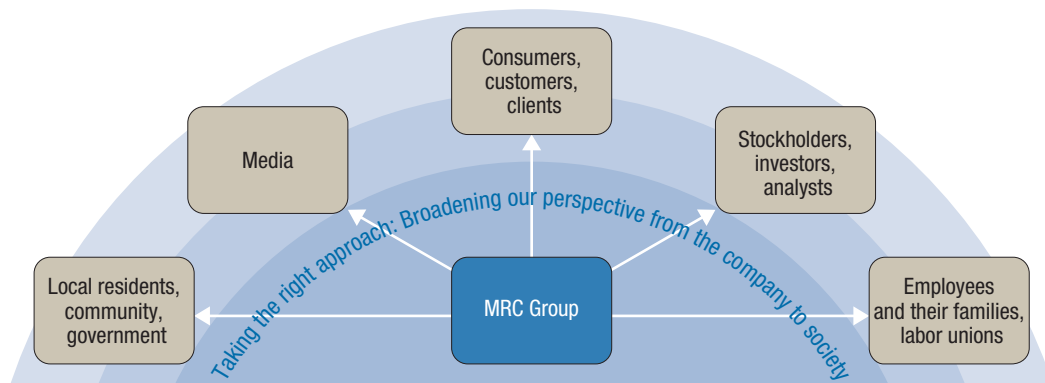 Consumers,
customers,
clients
Media
Stockholders,
investors,
analysts
Taking the right approach: Broadening our perspective from the company to society
Local residents,
community,
government
MRC Group
Employees
and their families,
labor unions